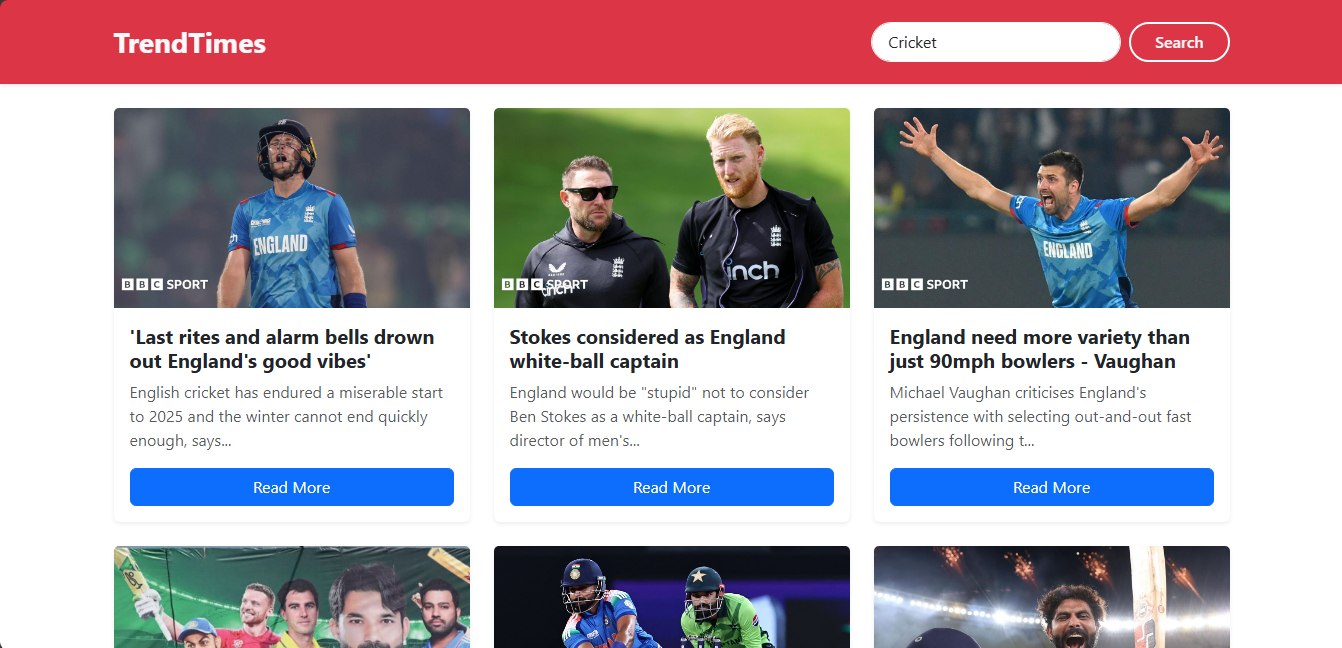 TrendTimes
Cricket
Search
ENGLAND
BBC SPORT
cinch
cinch
BBC SPORT
ENGLAND
BBC SPORT
'Last rites and alarm bells drown
out England's good vibes'
English cricket has endured a miserable start
to 2025 and the winter cannot end quickly
enough, says...
Read More
Stokes considered as England
white-ball captain
England would be "stupid" not to consider
Ben Stokes as a white-ball captain, says
director of men's...
Read More
England need more variety than
just 90mph bowlers - Vaughan
Michael Vaughan criticises England's
persistence with selecting out-and-out fast
bowlers following t...
Read More